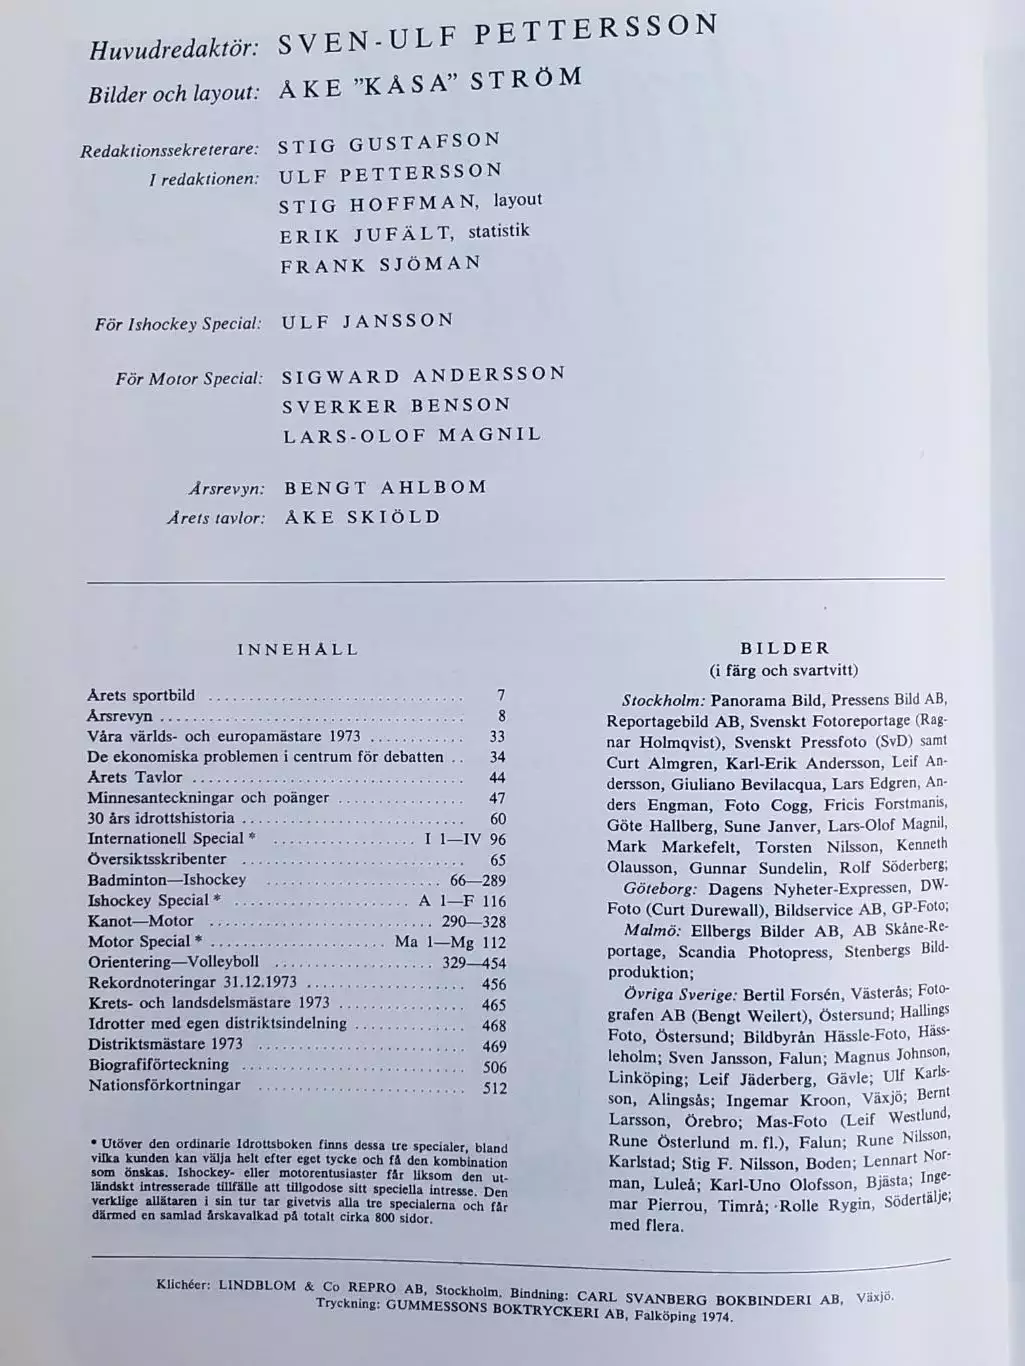 Huvudredaktör: SVEN-ULF PETTERSSON
Bilder och layout: ÅKE ”KÅSA” STRÖM
Redaktionssekreterare: STIG GUSTAFSON
I redaktionen: ULF PETTERSSON
STIG HOFFMAN, layout
ERIK JUFÄLT, statistik
FRANK SJÖMAN
För Ishockey Special: ULF JANSSON
För Motor Special: SIGWARD ANDERSSON
SVERKER BENSON
LARS-OLOF MAGNIL
Årsrevyn: BENGT AHLBOM
Årets tavlor: ÅKE SKIÖLD
INNEHÅLL
Årets sportbild ........ 7
Årsrevyn ........ 8
Våra världs- och europamästare 1973 ........ 33
De ekonomiska problemen i centrum för debatten .. 34
Årets Tavlor ........ 44
Minnesanteckningar och poänger ........ 47
30 års idrottshistoria ........ 60
Internationell Special * ........ I 1—IV 96
Översiktsskribenter ........ 65
Badminton—Ishockey ........ 66—289
Ishockey Special * ........ A 1—F 116
Kanot—Motor ........ 290—328
Motor Special * ........ Ma 1—Mg 112
Orientering—Volleyboll ........ 329—454
Rekordnoteringar 31.12.1973 ........ 456
Krets- och landsdelsmästare 1973 ........ 465
Idrotter med egen distriktsindelning ........ 468
Distriktsmästare 1973 ........ 469
Biografiförteckning ........ 506
Nationsförkortningar ........ 512
* Utöver den ordinarie Idrottsboken finns dessa tre specialer, bland
vilka kunden kan välja helt efter eget tycke och få den kombination
som önskas. Ishockey- eller motorentusiaster får liksom den ut-
ländskt intresserade tillfälle att tillgodose sitt speciella intresse. Den
verklige allätaren i sin tur tar givetvis alla tre specialerna och får
därmed en samlad årskavalkad på totalt cirka 800 sidor.
BILDER
(i färg och svartvitt)
Stockholm: Panorama Bild, Pressens Bild AB,
Reportagebild AB, Svenskt Fotoreportage (Rag-
nar Holmqvist), Svenskt Pressfoto (SvD) samt
Curt Almgren, Karl-Erik Andersson, Leif An-
dersson, Giuliano Bevilacqua, Lars Edgren, An-
ders Engman, Foto Cogg, Fricis Forstmanis,
Göte Hallberg, Sune Janver, Lars-Olof Magnil,
Mark Markefelt, Torsten Nilsson, Kenneth
Olausson, Gunnar Sundelin, Rolf Söderberg;
Göteborg: Dagens Nyheter-Expressen, DW-
Foto (Curt Durewall), Bildservice AB, GP-Foto;
Malmö: Ellbergs Bilder AB, AB Skåne-Re-
portage, Scandia Photopress, Stenbergs Bild-
produktion;
Övriga Sverige: Bertil Forsén, Västerås; Foto-
grafen AB (Bengt Weilert), Östersund; Hallings
Foto, Östersund; Bildbyrån Hässle-Foto, Häss-
leholm; Sven Jansson, Falun; Magnus Johnson,
Linköping; Leif Jäderberg, Gävle; Ulf Karls-
son, Alingsås; Ingemar Kroon, Växjö; Bernt
Larsson, Örebro; Mas-Foto (Leif Westlund,
Rune Österlund m. fl.), Falun; Rune Nilsson,
Karlstad; Stig F. Nilsson, Boden; Lennart Nor-
man, Luleå; Karl-Uno Olofsson, Bjästa; Inge-
mar Pierrou, Timrå; Rolle Rygin, Södertälje;
med flera.
Klichéer: LINDBLOM & Co REPRO AB, Stockholm. Bindning: CARL SVANBERG BOKBINDERI AB, Växjö.
Tryckning: GUMMESSONS BOKTRYCKERI AB, Falköping 1974.